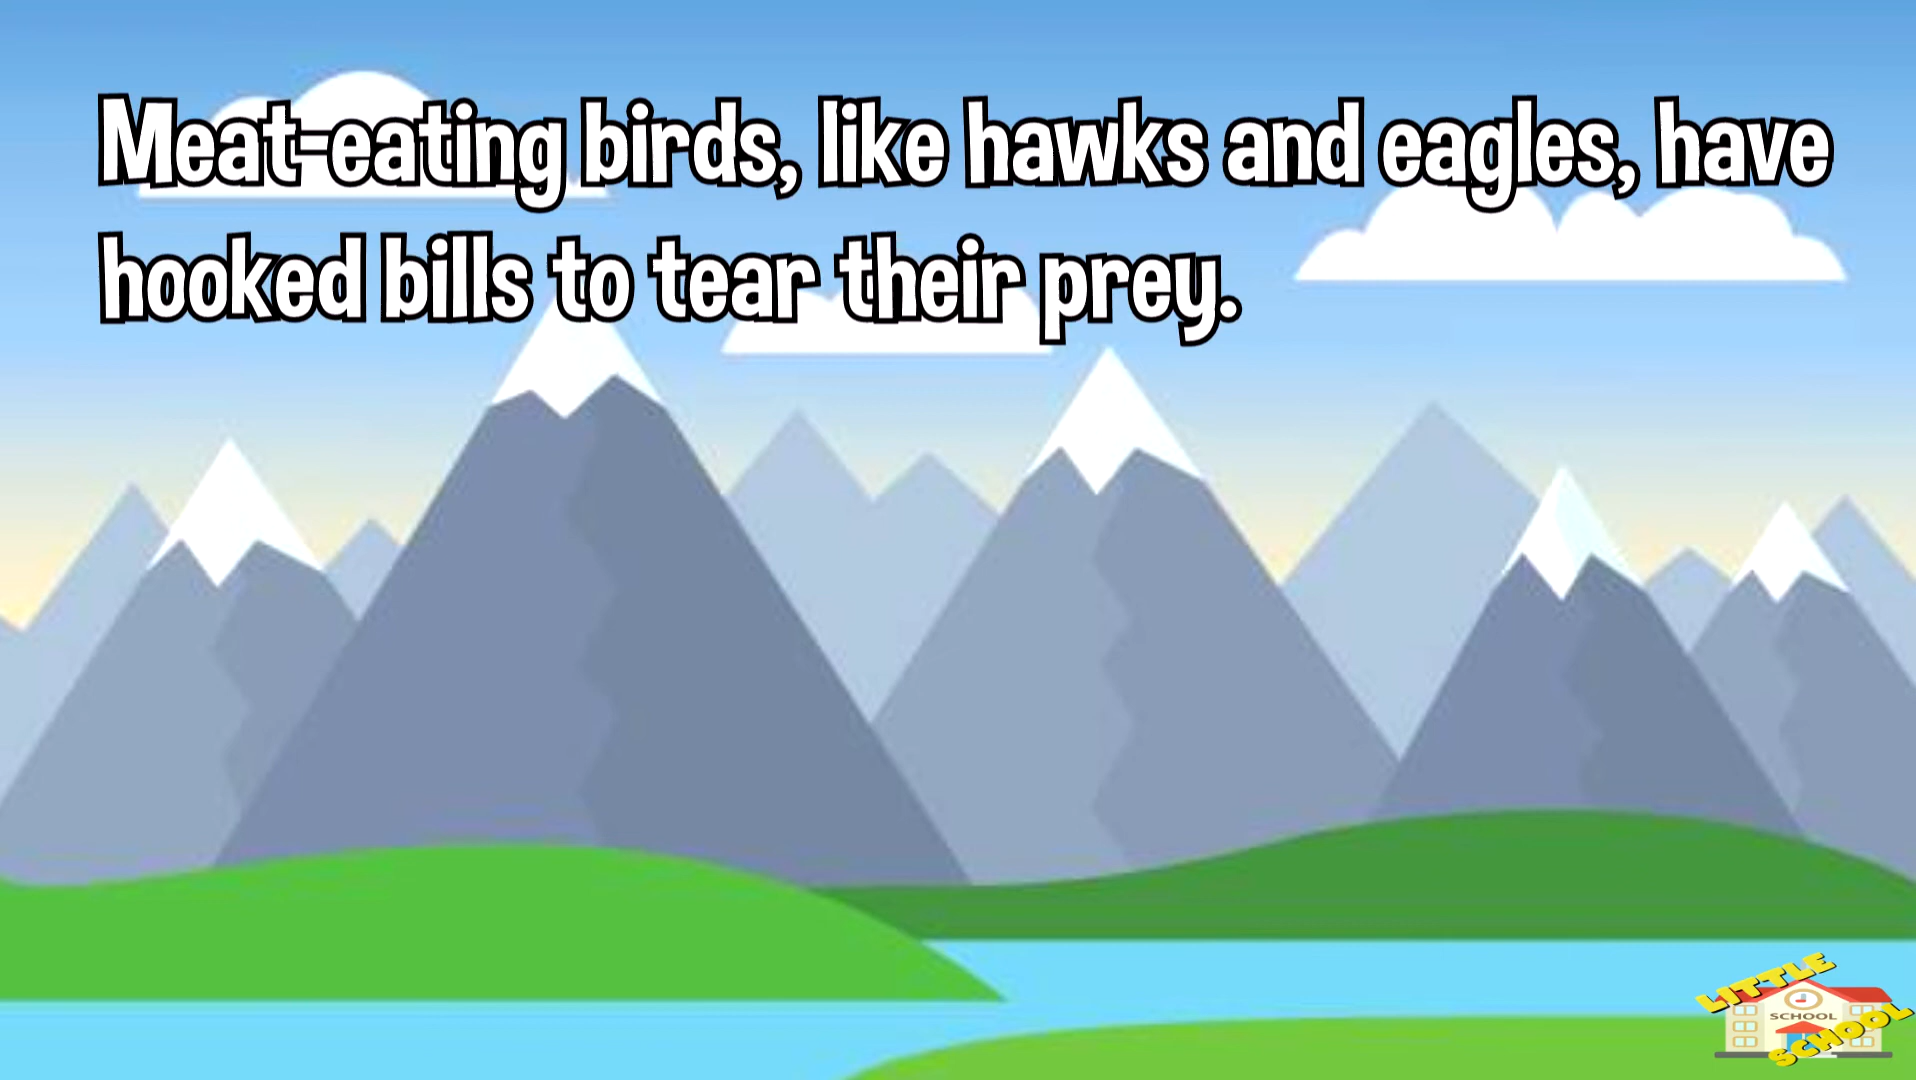 Meat-eating birds, like hawks and eagles, have
hooked bills to tear their prey.
LITTLE
SCHOOL
SCHOOL